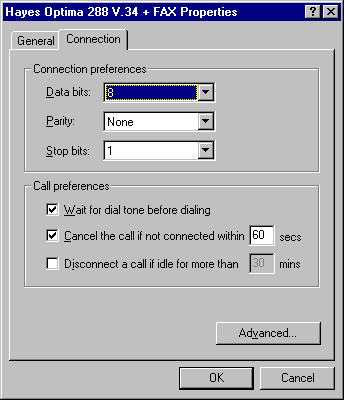 Hayes Optima 288 V.34 + FAX Properties
General Connection
Connection preferences
Data bits: 8
Parity: None
Stop bits: 1
Call preferences
Wait for dial tone before dialing
Cancel the call if not connected within 60 secs
Disconnect a call if idle for more than 30 mins
Advanced...
OK Cancel